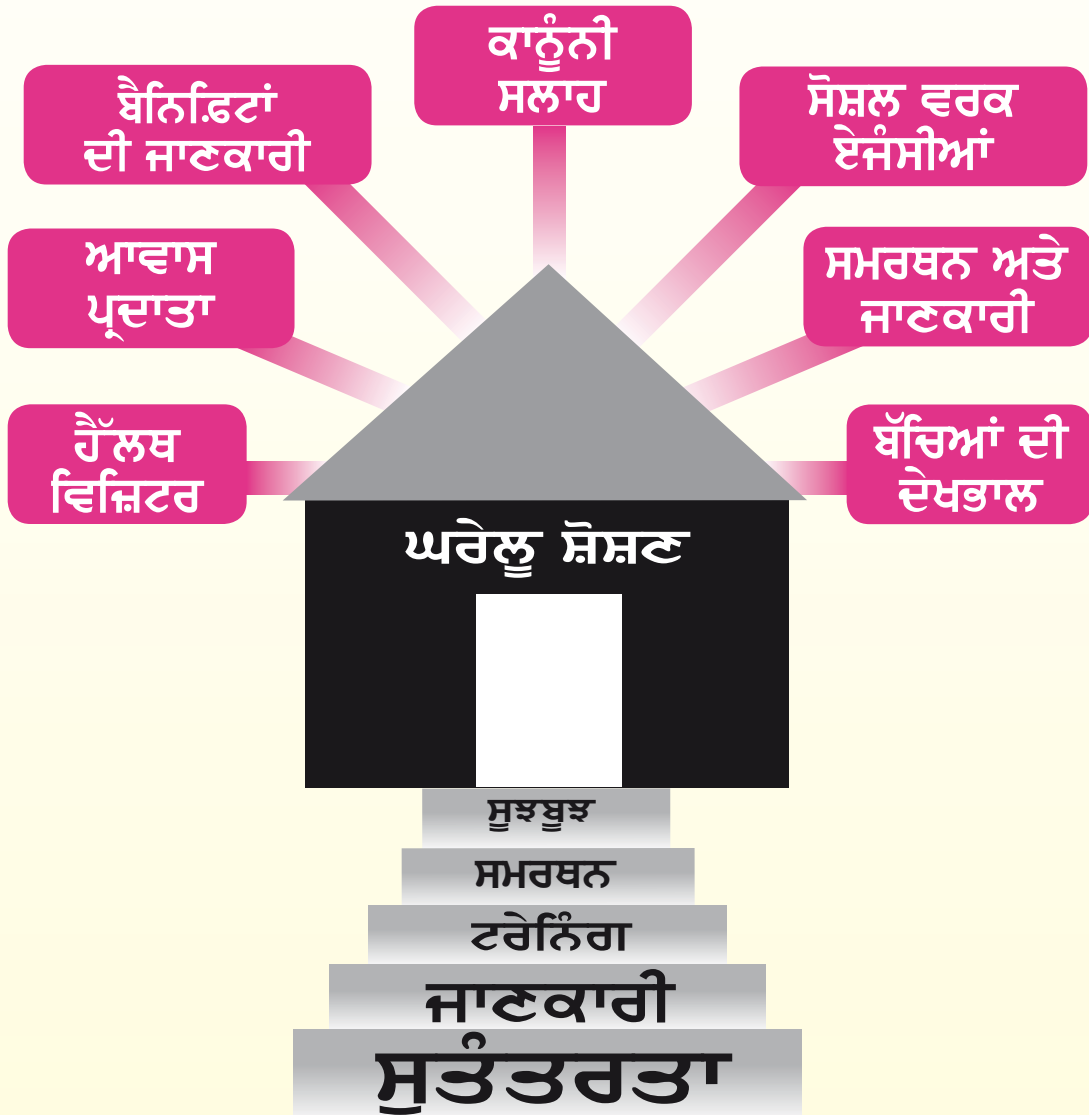 ਕਾਨੂੰਨੀ
ਸਲਾਹ
ਬੈਨਿਫ਼ਿਟਾਂ
ਦੀ ਜਾਣਕਾਰੀ
ਸੋਸ਼ਲ ਵਰਕ
ਏਜੰਸੀਆਂ
ਆਵਾਸ
ਪ੍ਰਦਾਤਾ
ਸਮਰਥਨ ਅਤੇ
ਜਾਣਕਾਰੀ
ਹੈੱਲਥ
ਵਿਜ਼ਿਟਰ
ਬੱਚਿਆਂ ਦੀ
ਦੇਖਭਾਲ
ਘਰੇਲੂ ਸ਼ੋਸ਼ਣ
ਸੂਝਬੂਝ
ਸਮਰਥਨ
ਟਰੇਨਿੰਗ
ਜਾਣਕਾਰੀ
ਸੁਤੰਤਰਤਾ